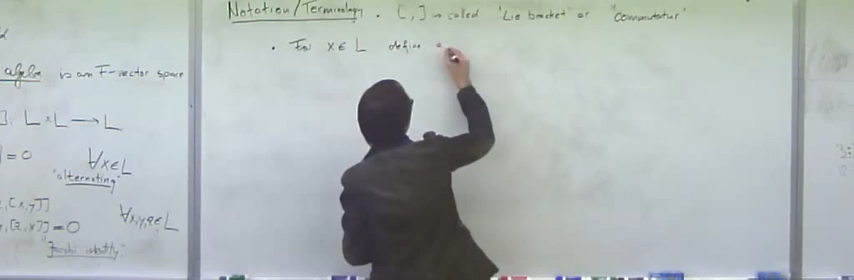 algebra is an F-vector space
]: L × L → L
] = 0 ∀x∈L
"alternating"
, [x,y]]
, [z,x]] = 0 ∀x,y,z∈L
"Jacobi identity"
Notation/Terminology • [ , ] is called "Lie bracket" or "commutator"
• For x ∈ L define